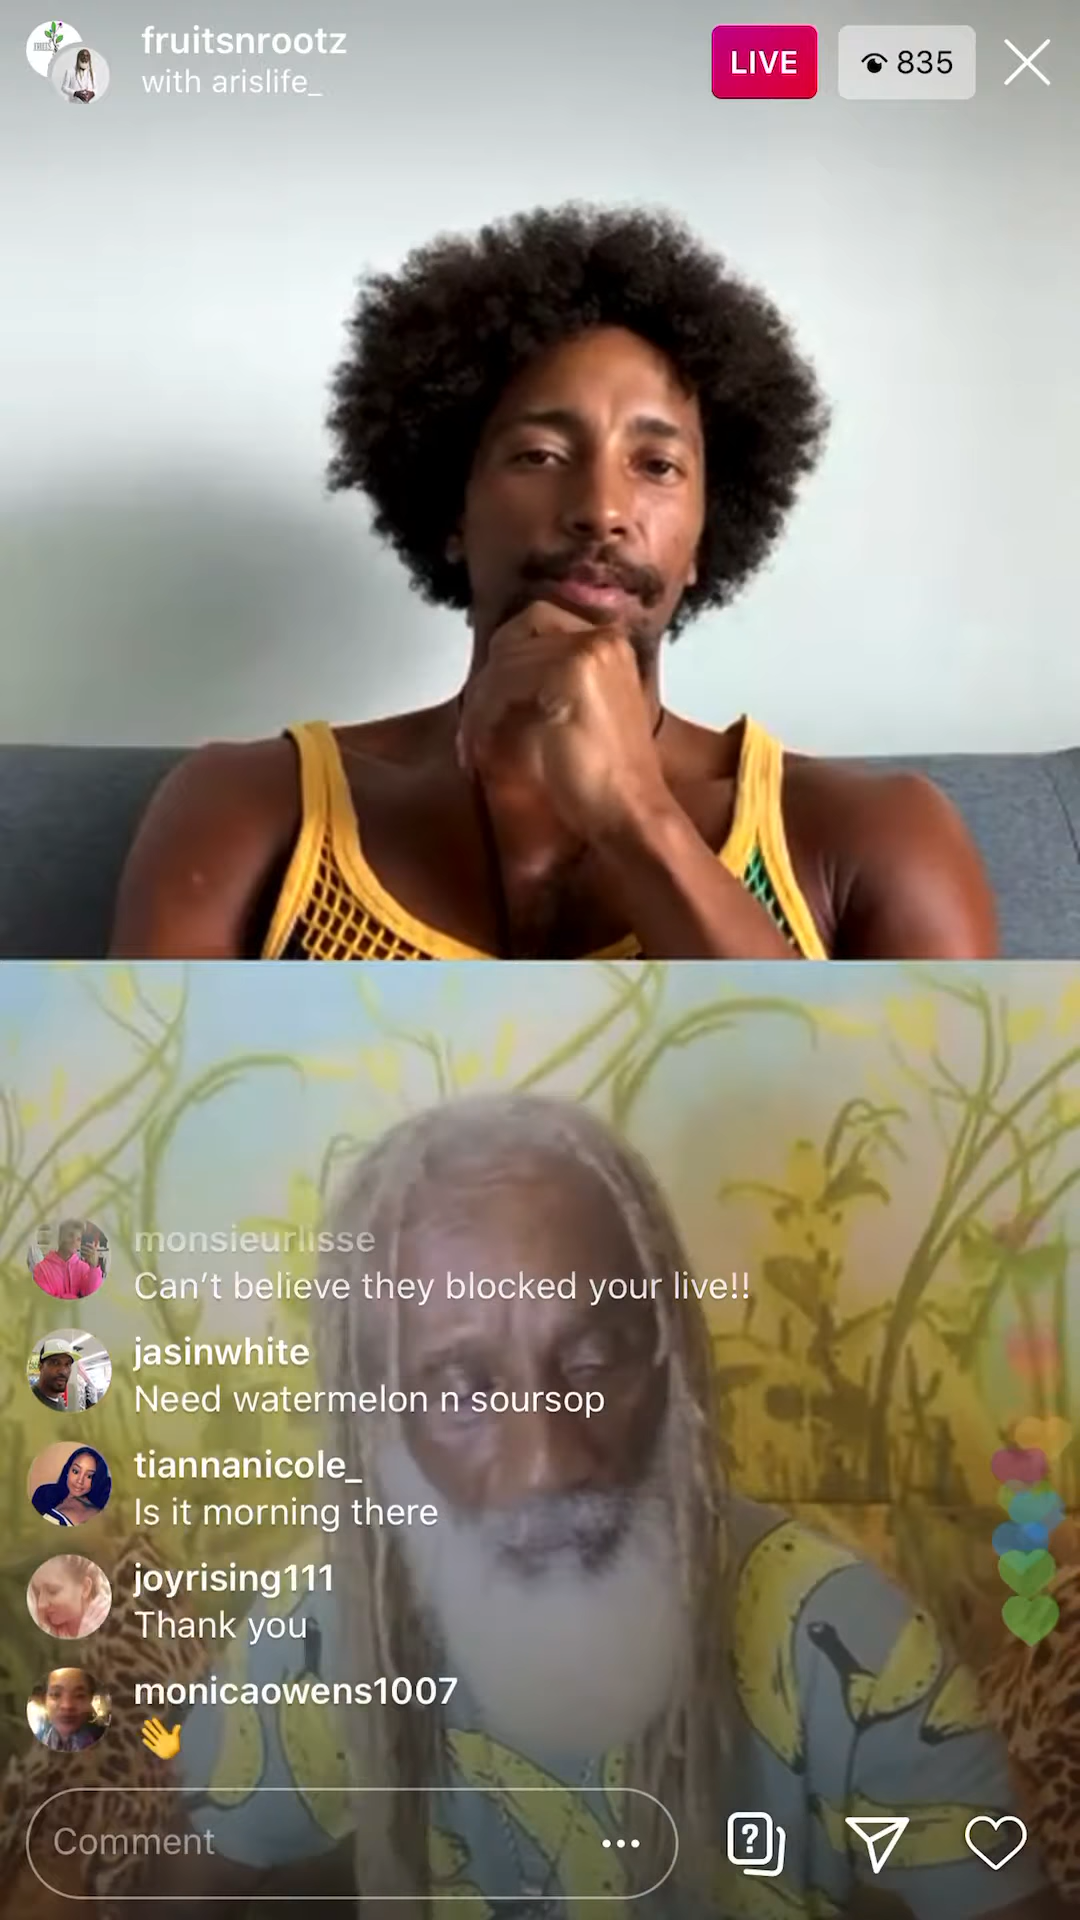 fruitsnrootz
with arislife_
LIVE
835
monsieurlisse
Can’t believe they blocked your live!!
jasinwhite
Need watermelon n soursop
tiannanicole_
Is it morning there
joyrising111
Thank you
monicaowens1007
👋
Comment